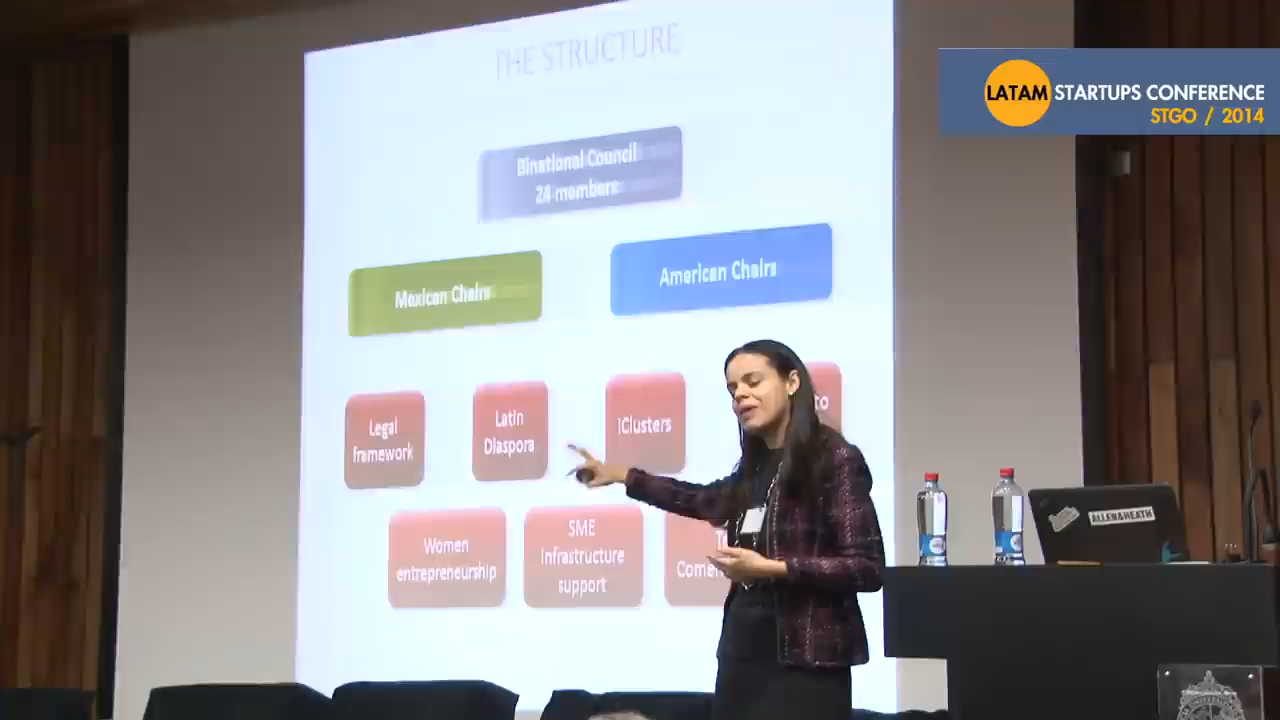 THE STRUCTURE
LATAM STARTUPS CONFERENCE
STGO / 2014
Binational Council
24 members
Mexican Chairs
American Chairs
Legal
framework
Latin
Diaspora
iClusters
Women
entrepreneurship
SME
infrastructure
support
ALLEN&HEATH